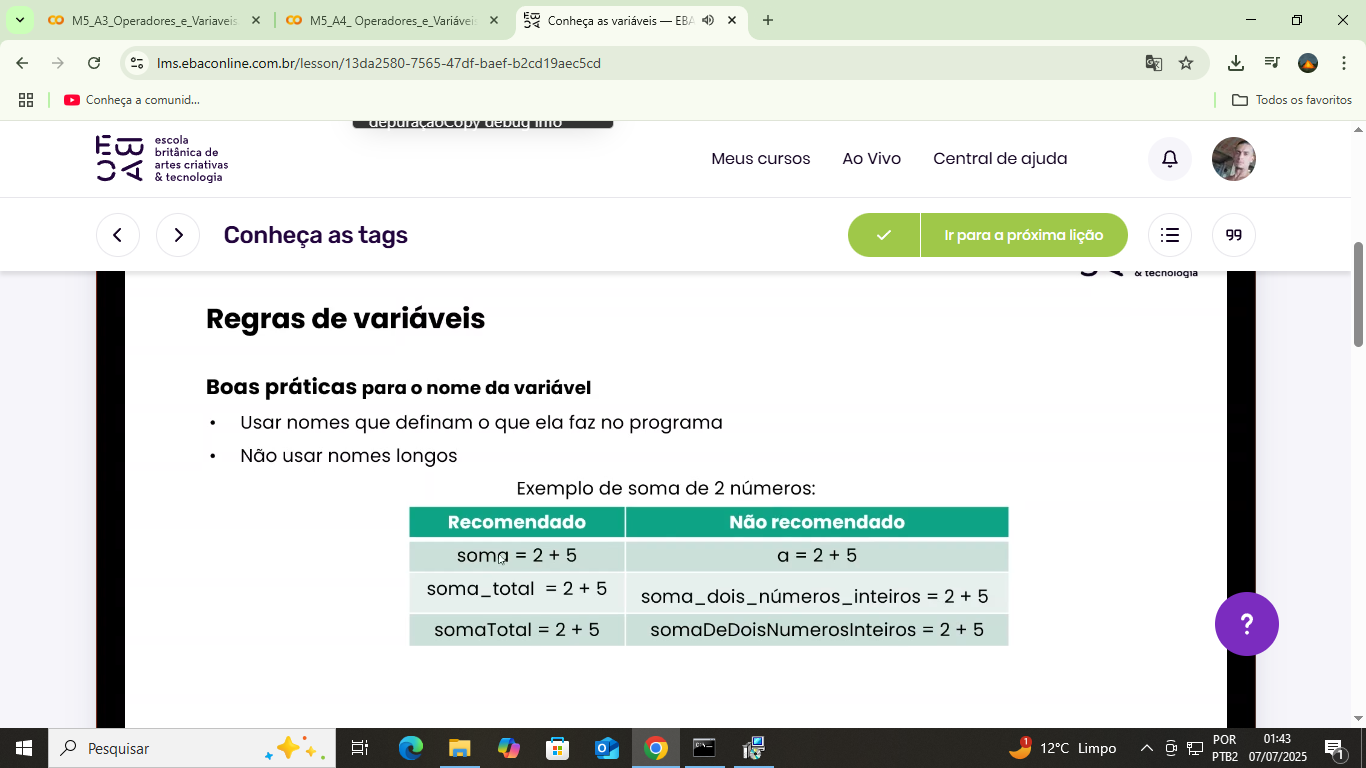 M5_A3_Operadores_e_Variaveis
M5_A4_ Operadores_e_Variávei
Conheça as variáveis — EBA
lms.ebaconline.com.br/lesson/13da2580-7565-47df-baef-b2cd19aec5cd
Conheça a comunid...
Todos os favoritos
depuraçãoCopy debug info
escola
britânica de
artes criativas
& tecnologia
Meus cursos
Ao Vivo
Central de ajuda
Conheça as tags
Ir para a próxima lição
& tecnologia
Regras de variáveis
Boas práticas para o nome da variável
• Usar nomes que definam o que ela faz no programa
• Não usar nomes longos
Exemplo de soma de 2 números:
Recomendado Não recomendado
soma = 2 + 5 a = 2 + 5
soma_total = 2 + 5 soma_dois_números_inteiros = 2 + 5
somaTotal = 2 + 5 somaDeDoisNumerosInteiros = 2 + 5
?
Pesquisar
1
12°C Limpo
POR
PTB2
01:43
07/07/2025
1